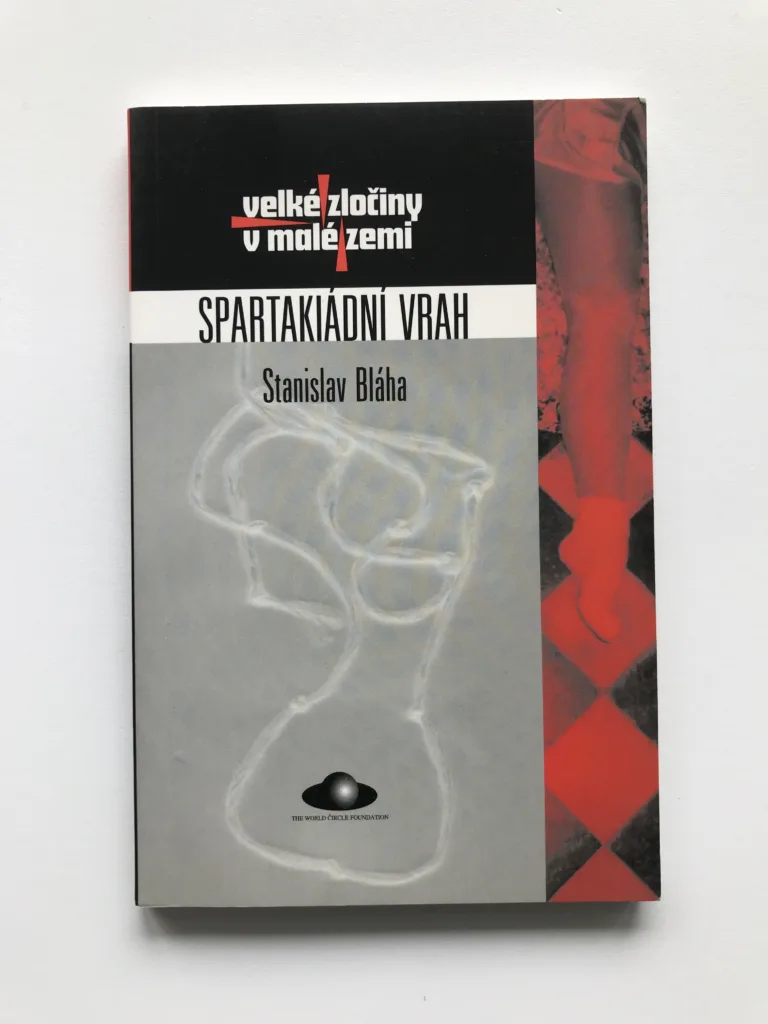 velké zločiny
v malé zemi
SPARTAKIÁDNÍ VRAH
Stanislav Bláha
THE WORLD CIRCLE FOUNDATION